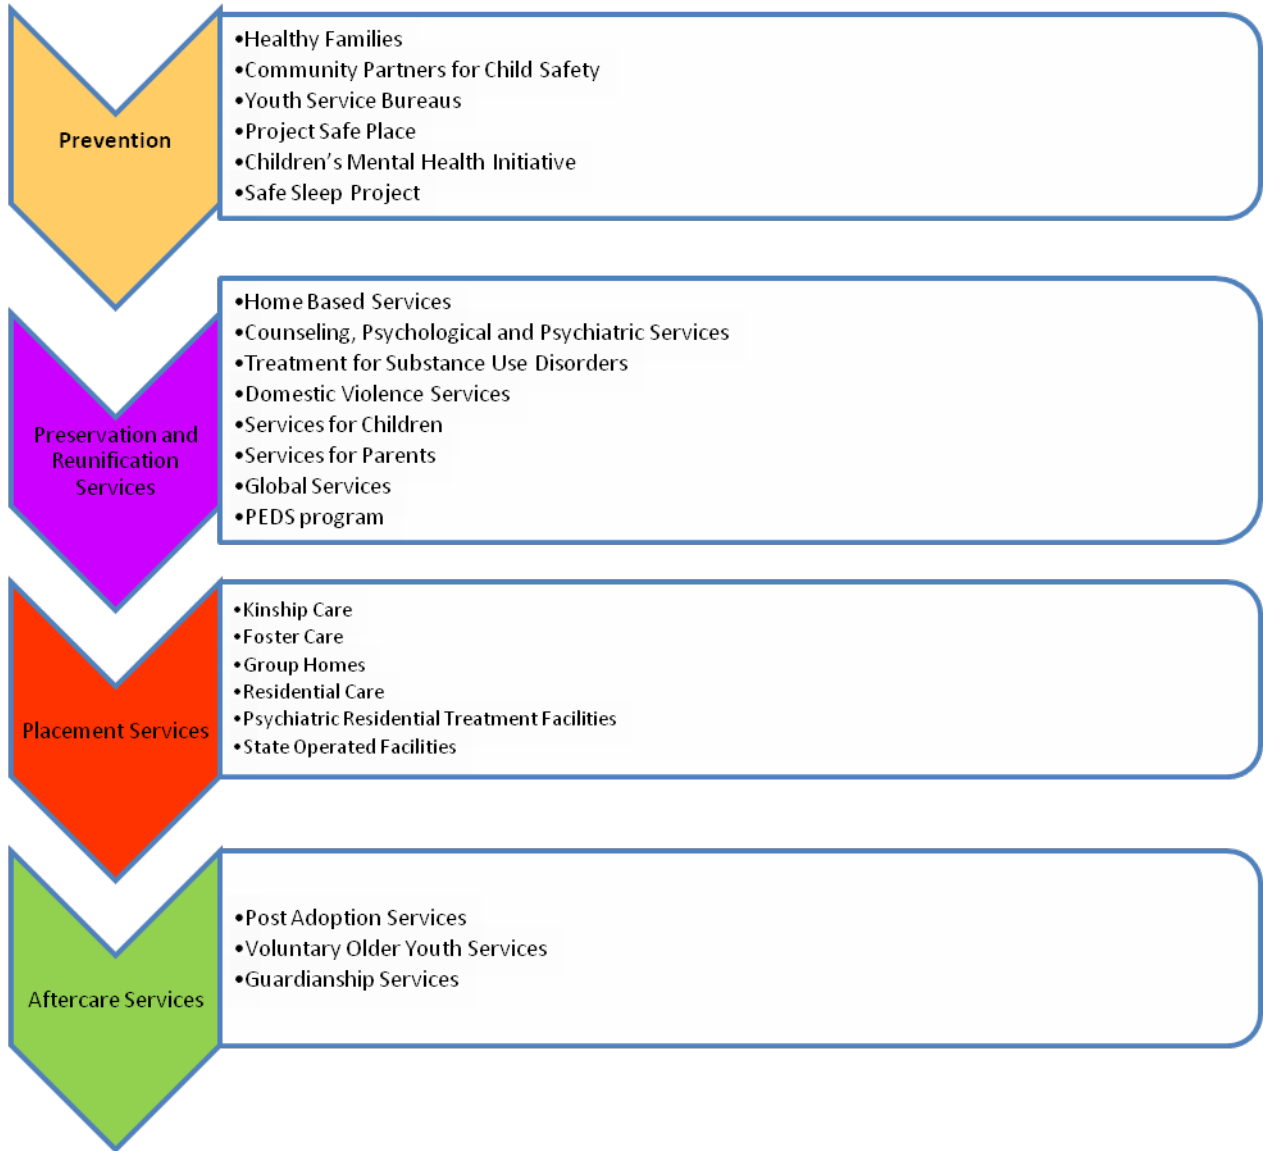 Prevention
•Healthy Families
•Community Partners for Child Safety
•Youth Service Bureaus
•Project Safe Place
•Children’s Mental Health Initiative
•Safe Sleep Project
Preservation and
Reunification
Services
•Home Based Services
•Counseling, Psychological and Psychiatric Services
•Treatment for Substance Use Disorders
•Domestic Violence Services
•Services for Children
•Services for Parents
•Global Services
•PEDS program
Placement Services
•Kinship Care
•Foster Care
•Group Homes
•Residential Care
•Psychiatric Residential Treatment Facilities
•State Operated Facilities
Aftercare Services
•Post Adoption Services
•Voluntary Older Youth Services
•Guardianship Services